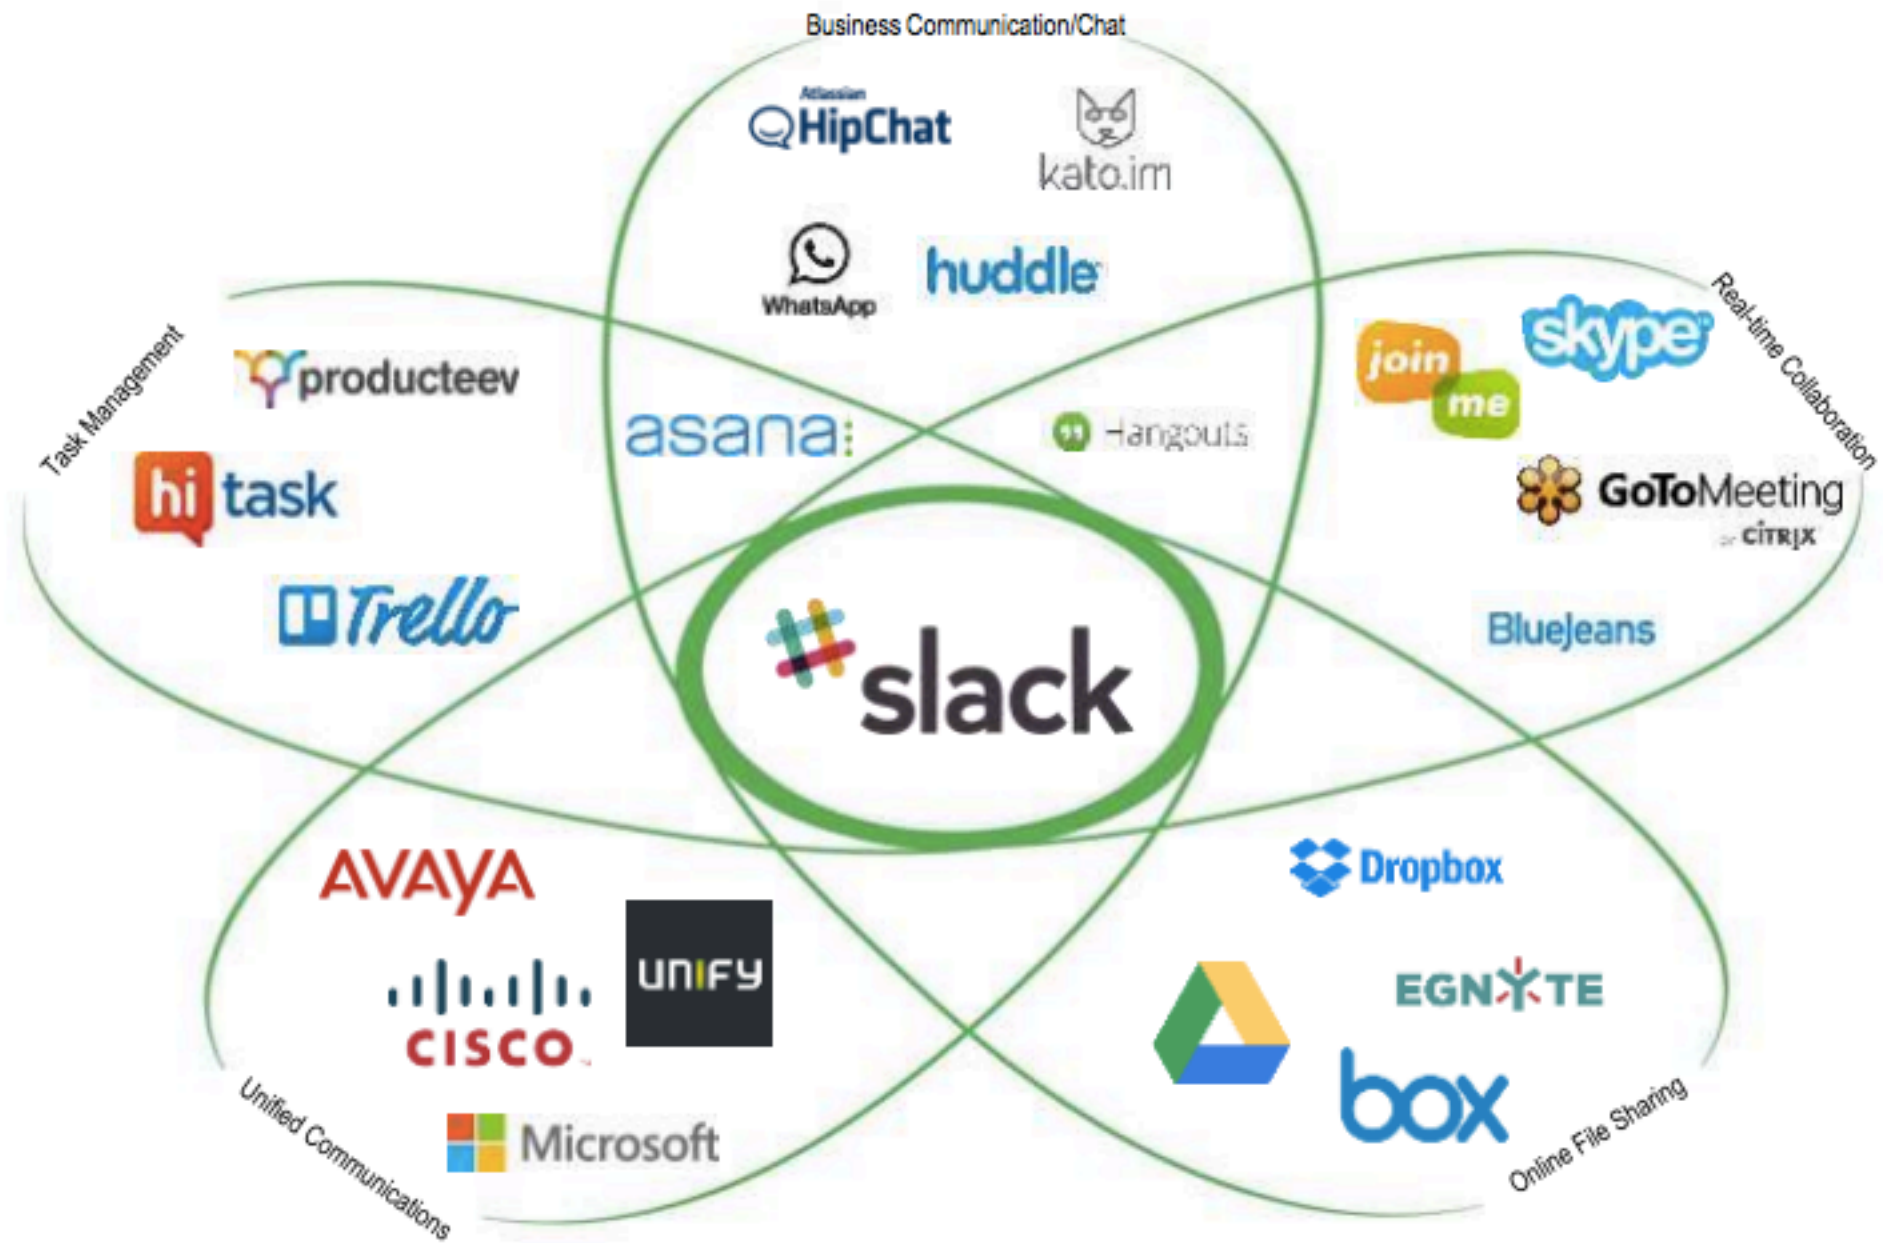 Business Communication/Chat
Atlassian
HipChat
kato.im
WhatsApp
huddle
Task Management
producteev
hi task
Trello
asana
Hangouts
Real-time Collaboration
join
me
skype
GoToMeeting
CITRIX
BlueJeans
slack
AVAYA
CISCO
UNIFY
Microsoft
Unified Communications
Dropbox
EGNYTE
box
Online File Sharing